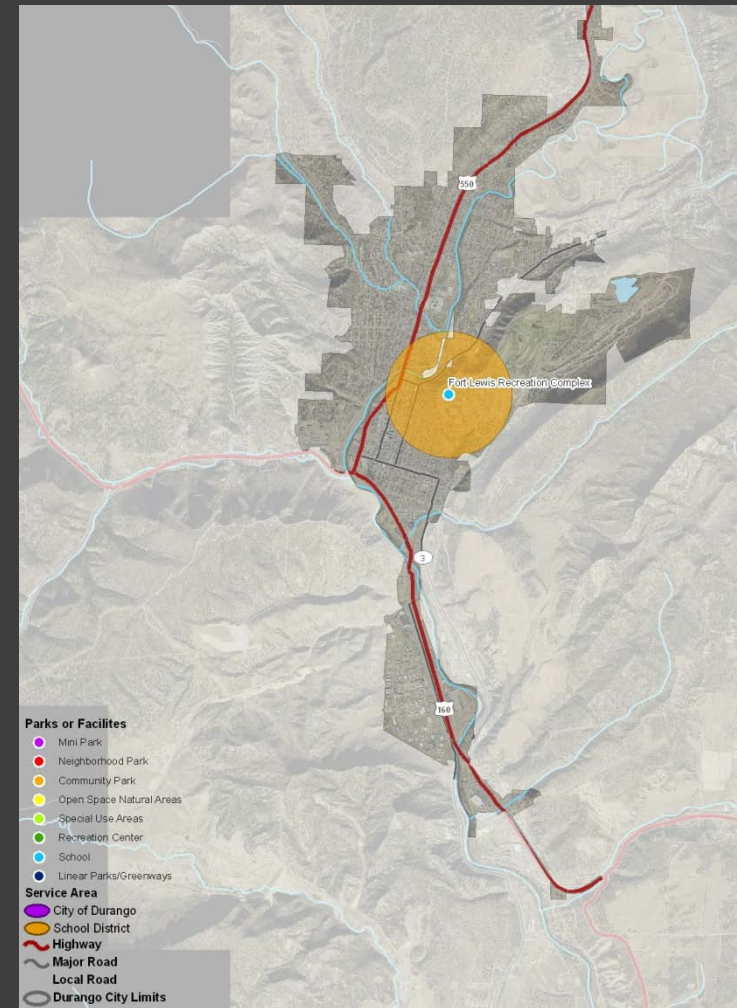 550
Fort Lewis Recreation Complex
3
160
Parks or Facilites
Mini Park
Neighborhood Park
Community Park
Open Space Natural Areas
Special Use Areas
Recreation Center
School
Linear Parks/Greenways
Service Area
City of Durango
School District
Highway
Major Road
Local Road
Durango City Limits